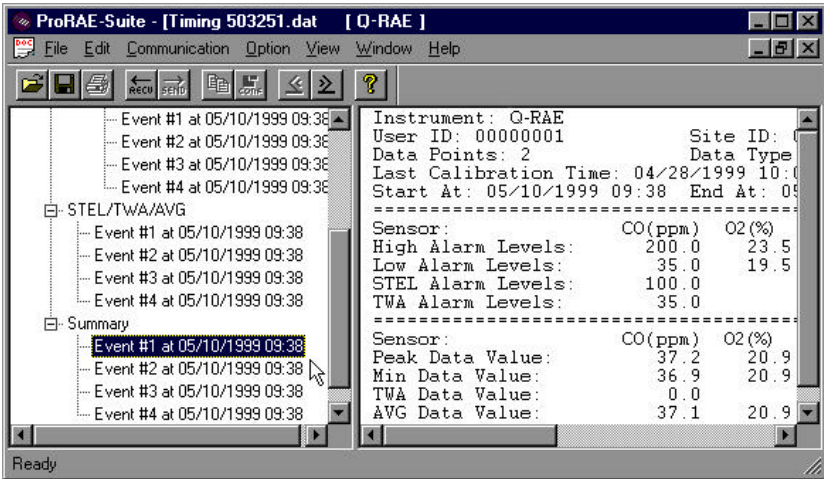 ProRAE-Suite - [Timing 503251.dat [ Q-RAE ]
DOC File Edit Communication Option View Window Help
RECV SEND CONF ?
Event #1 at 05/10/1999 09:38
Event #2 at 05/10/1999 09:38
Event #3 at 05/10/1999 09:38
Event #4 at 05/10/1999 09:38
STEL/TWA/AVG
Event #1 at 05/10/1999 09:38
Event #2 at 05/10/1999 09:38
Event #3 at 05/10/1999 09:38
Event #4 at 05/10/1999 09:38
Summary
Event #1 at 05/10/1999 09:38
Event #2 at 05/10/1999 09:38
Event #3 at 05/10/1999 09:38
Event #4 at 05/10/1999 09:38
Instrument: Q-RAE
User ID: 00000001 Site ID:
Data Points: 2 Data Type
Last Calibration Time: 04/28/1999 10:
Start At: 05/10/1999 09:38 End At:
==========================================
Sensor: CO(ppm) O2(%)
High Alarm Levels: 200.0 23.5
Low Alarm Levels: 35.0 19.5
STEL Alarm Levels: 100.0
TWA Alarm Levels: 35.0
==========================================
Sensor: CO(ppm) O2(%)
Peak Data Value: 37.2 20.9
Min Data Value: 36.9 20.9
TWA Data Value: 0.0
AVG Data Value: 37.1 20.9
Ready